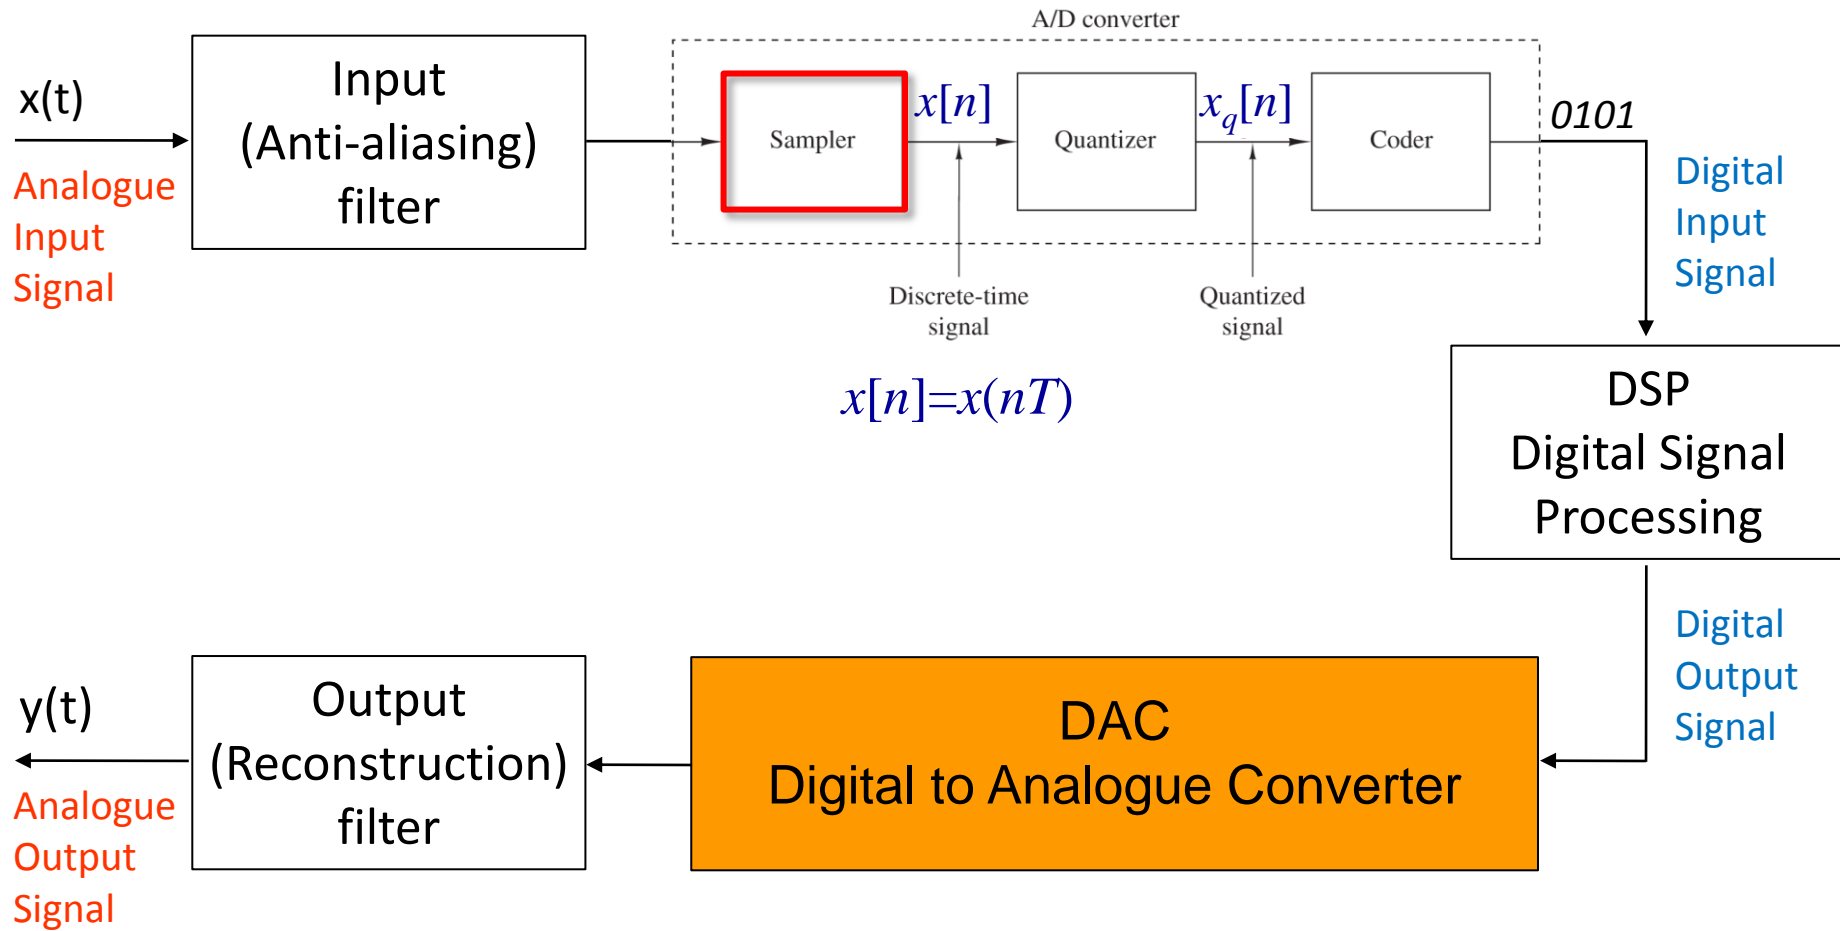 A/D converter
x(t)
Analogue
Input
Signal
Input
(Anti-aliasing)
filter
Sampler
x[n]
Quantizer
x_q[n]
Coder
0101
Discrete-time
signal
Quantized
signal
x[n]=x(nT)
Digital
Input
Signal
DSP
Digital Signal
Processing
Digital
Output
Signal
DAC
Digital to Analogue Converter
Output
(Reconstruction)
filter
y(t)
Analogue
Output
Signal